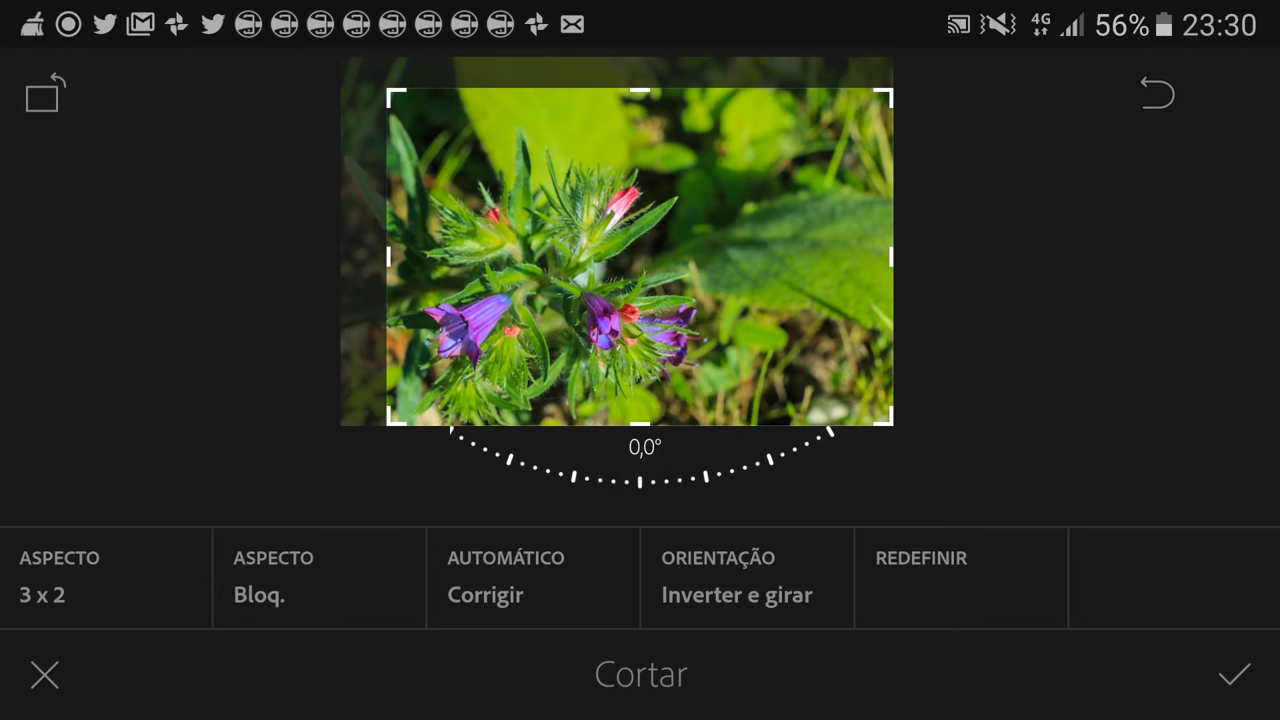 4G 56% 23:30
0,0°
ASPECTO
3 x 2
ASPECTO
Bloq.
AUTOMÁTICO
Corrigir
ORIENTAÇÃO
Inverter e girar
REDEFINIR
Cortar